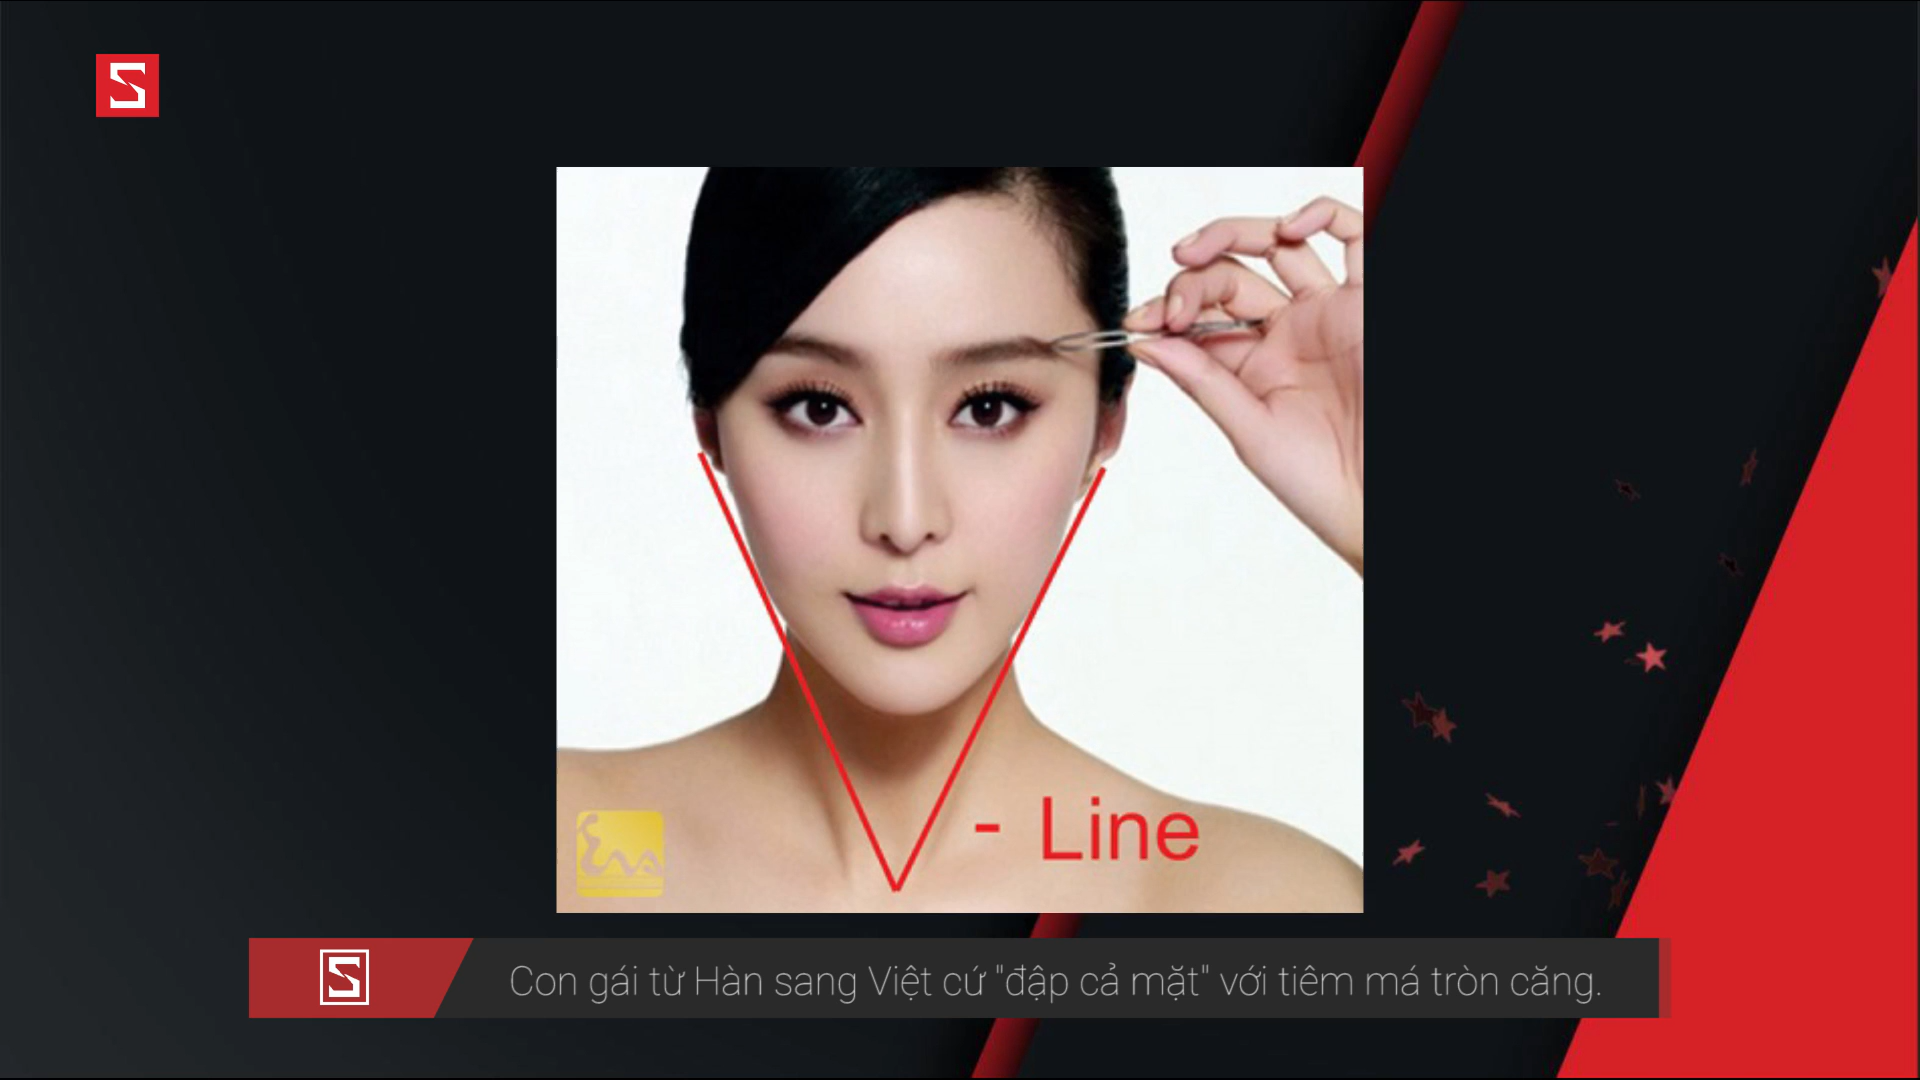 S
- Line
S Con gái từ Hàn sang Việt cứ "đập cả mặt" với tiêm má tròn căng.